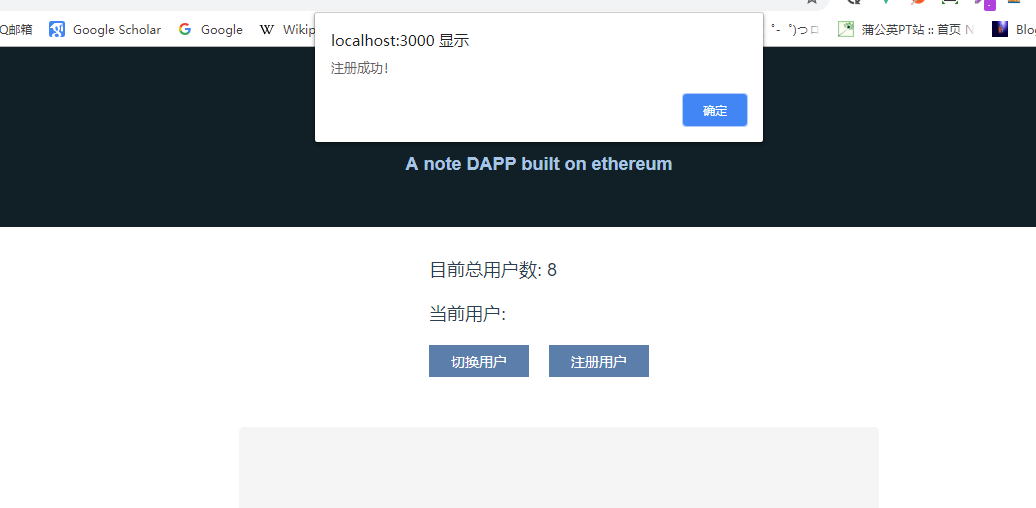 Q邮箱 Google Scholar Google Wikip ゜-゜)つロ 蒲公英PT站 :: 首页 N Bloc
localhost:3000 显示
注册成功!
确定
A note DAPP built on ethereum
目前总用户数: 8
当前用户:
切换用户 注册用户